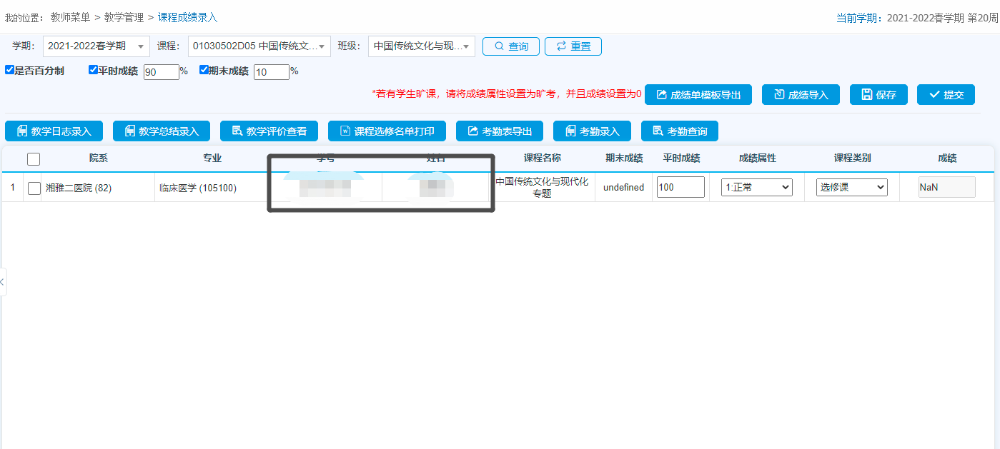 我的位置： 教师菜单 > 教学管理 > 课程成绩录入
当前学期：2021-2022春学期 第20周
学期： 2021-2022春学期 课程： 01030502D05 中国传统文... 班级： 中国传统文化与现... 查询 重置
是否百分制 平时成绩 90 % 期末成绩 10 %
*若有学生旷课，请将成绩属性设置为旷考，并且成绩设置为0 成绩单模板导出 成绩导入 保存 提交
教学日志录入 教学总结录入 教学评价查看 课程选修名单打印 考勤表导出 考勤录入 考勤查询
院系 专业 学号 姓名 课程名称 期末成绩 平时成绩 成绩属性 课程类别 成绩
1 湘雅二医院 (82) 临床医学 (105100) 中国传统文化与现代化 undefined 100 1:正常 选修课 NaN
专题